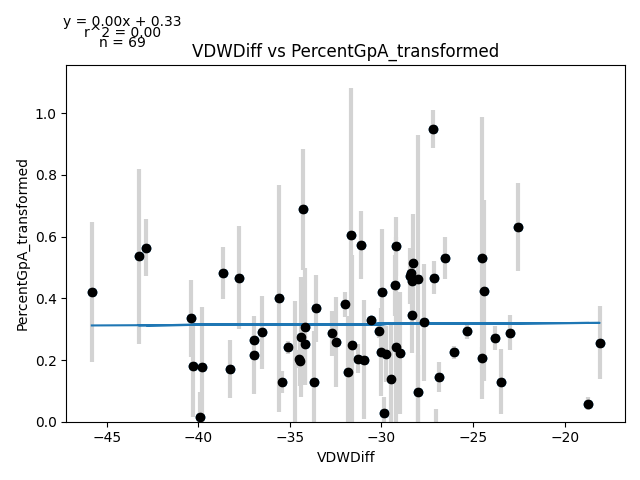 y = 0.00x + 0.33
r^2 = 0.00
n = 69
VDWDiff vs PercentGpA_transformed
PercentGpA_transformed
1.0
0.8
0.6
0.4
0.2
0.0
−45
−40
−35
−30
−25
−20
VDWDiff